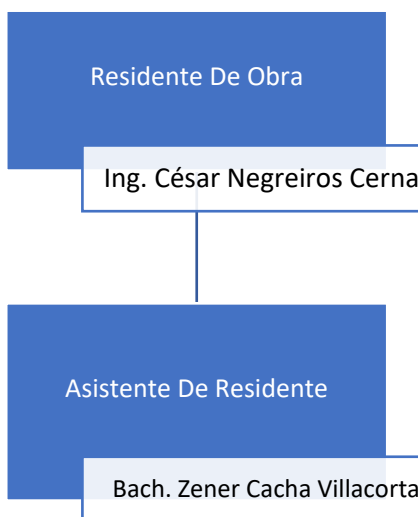 Residente De Obra
Ing. César Negreiros Cerna
Asistente De Residente
Bach. Zener Cacha Villacorta